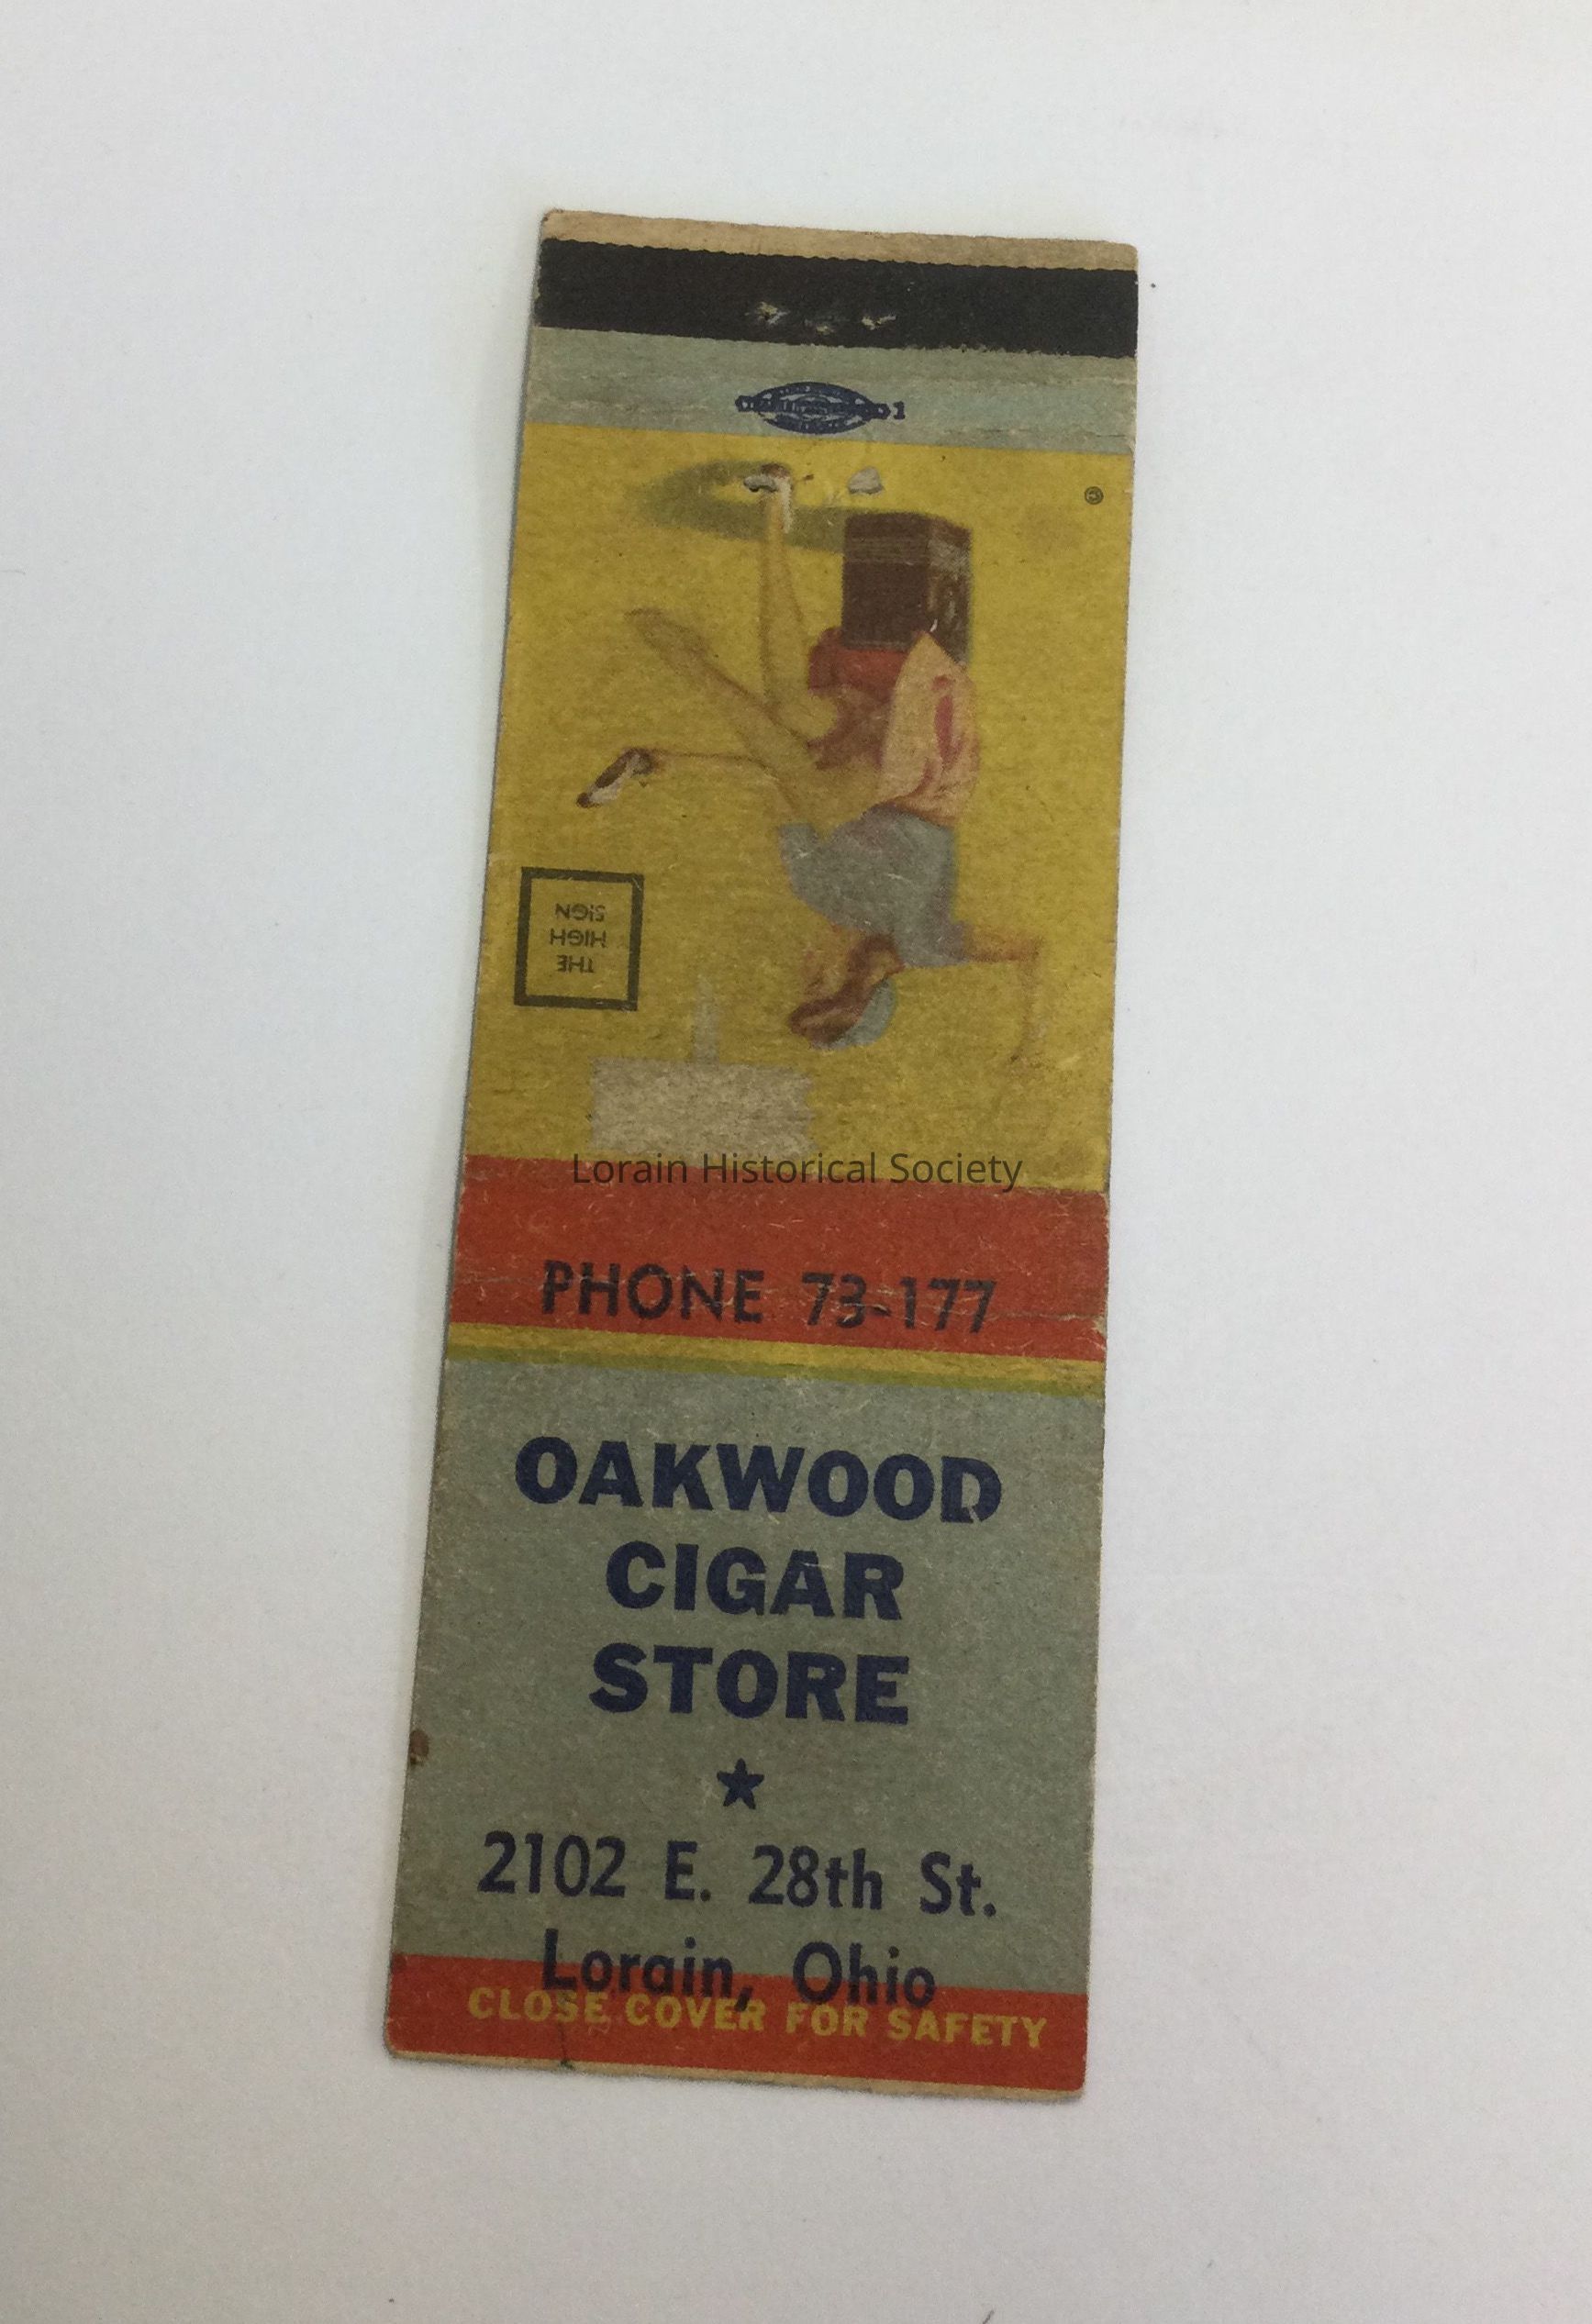 1
THE
HIGH
SIGN
Lorain Historical Society
PHONE 73-177
OAKWOOD
CIGAR
STORE
2102 E. 28th St.
Lorain, Ohio
CLOSE COVER FOR SAFETY